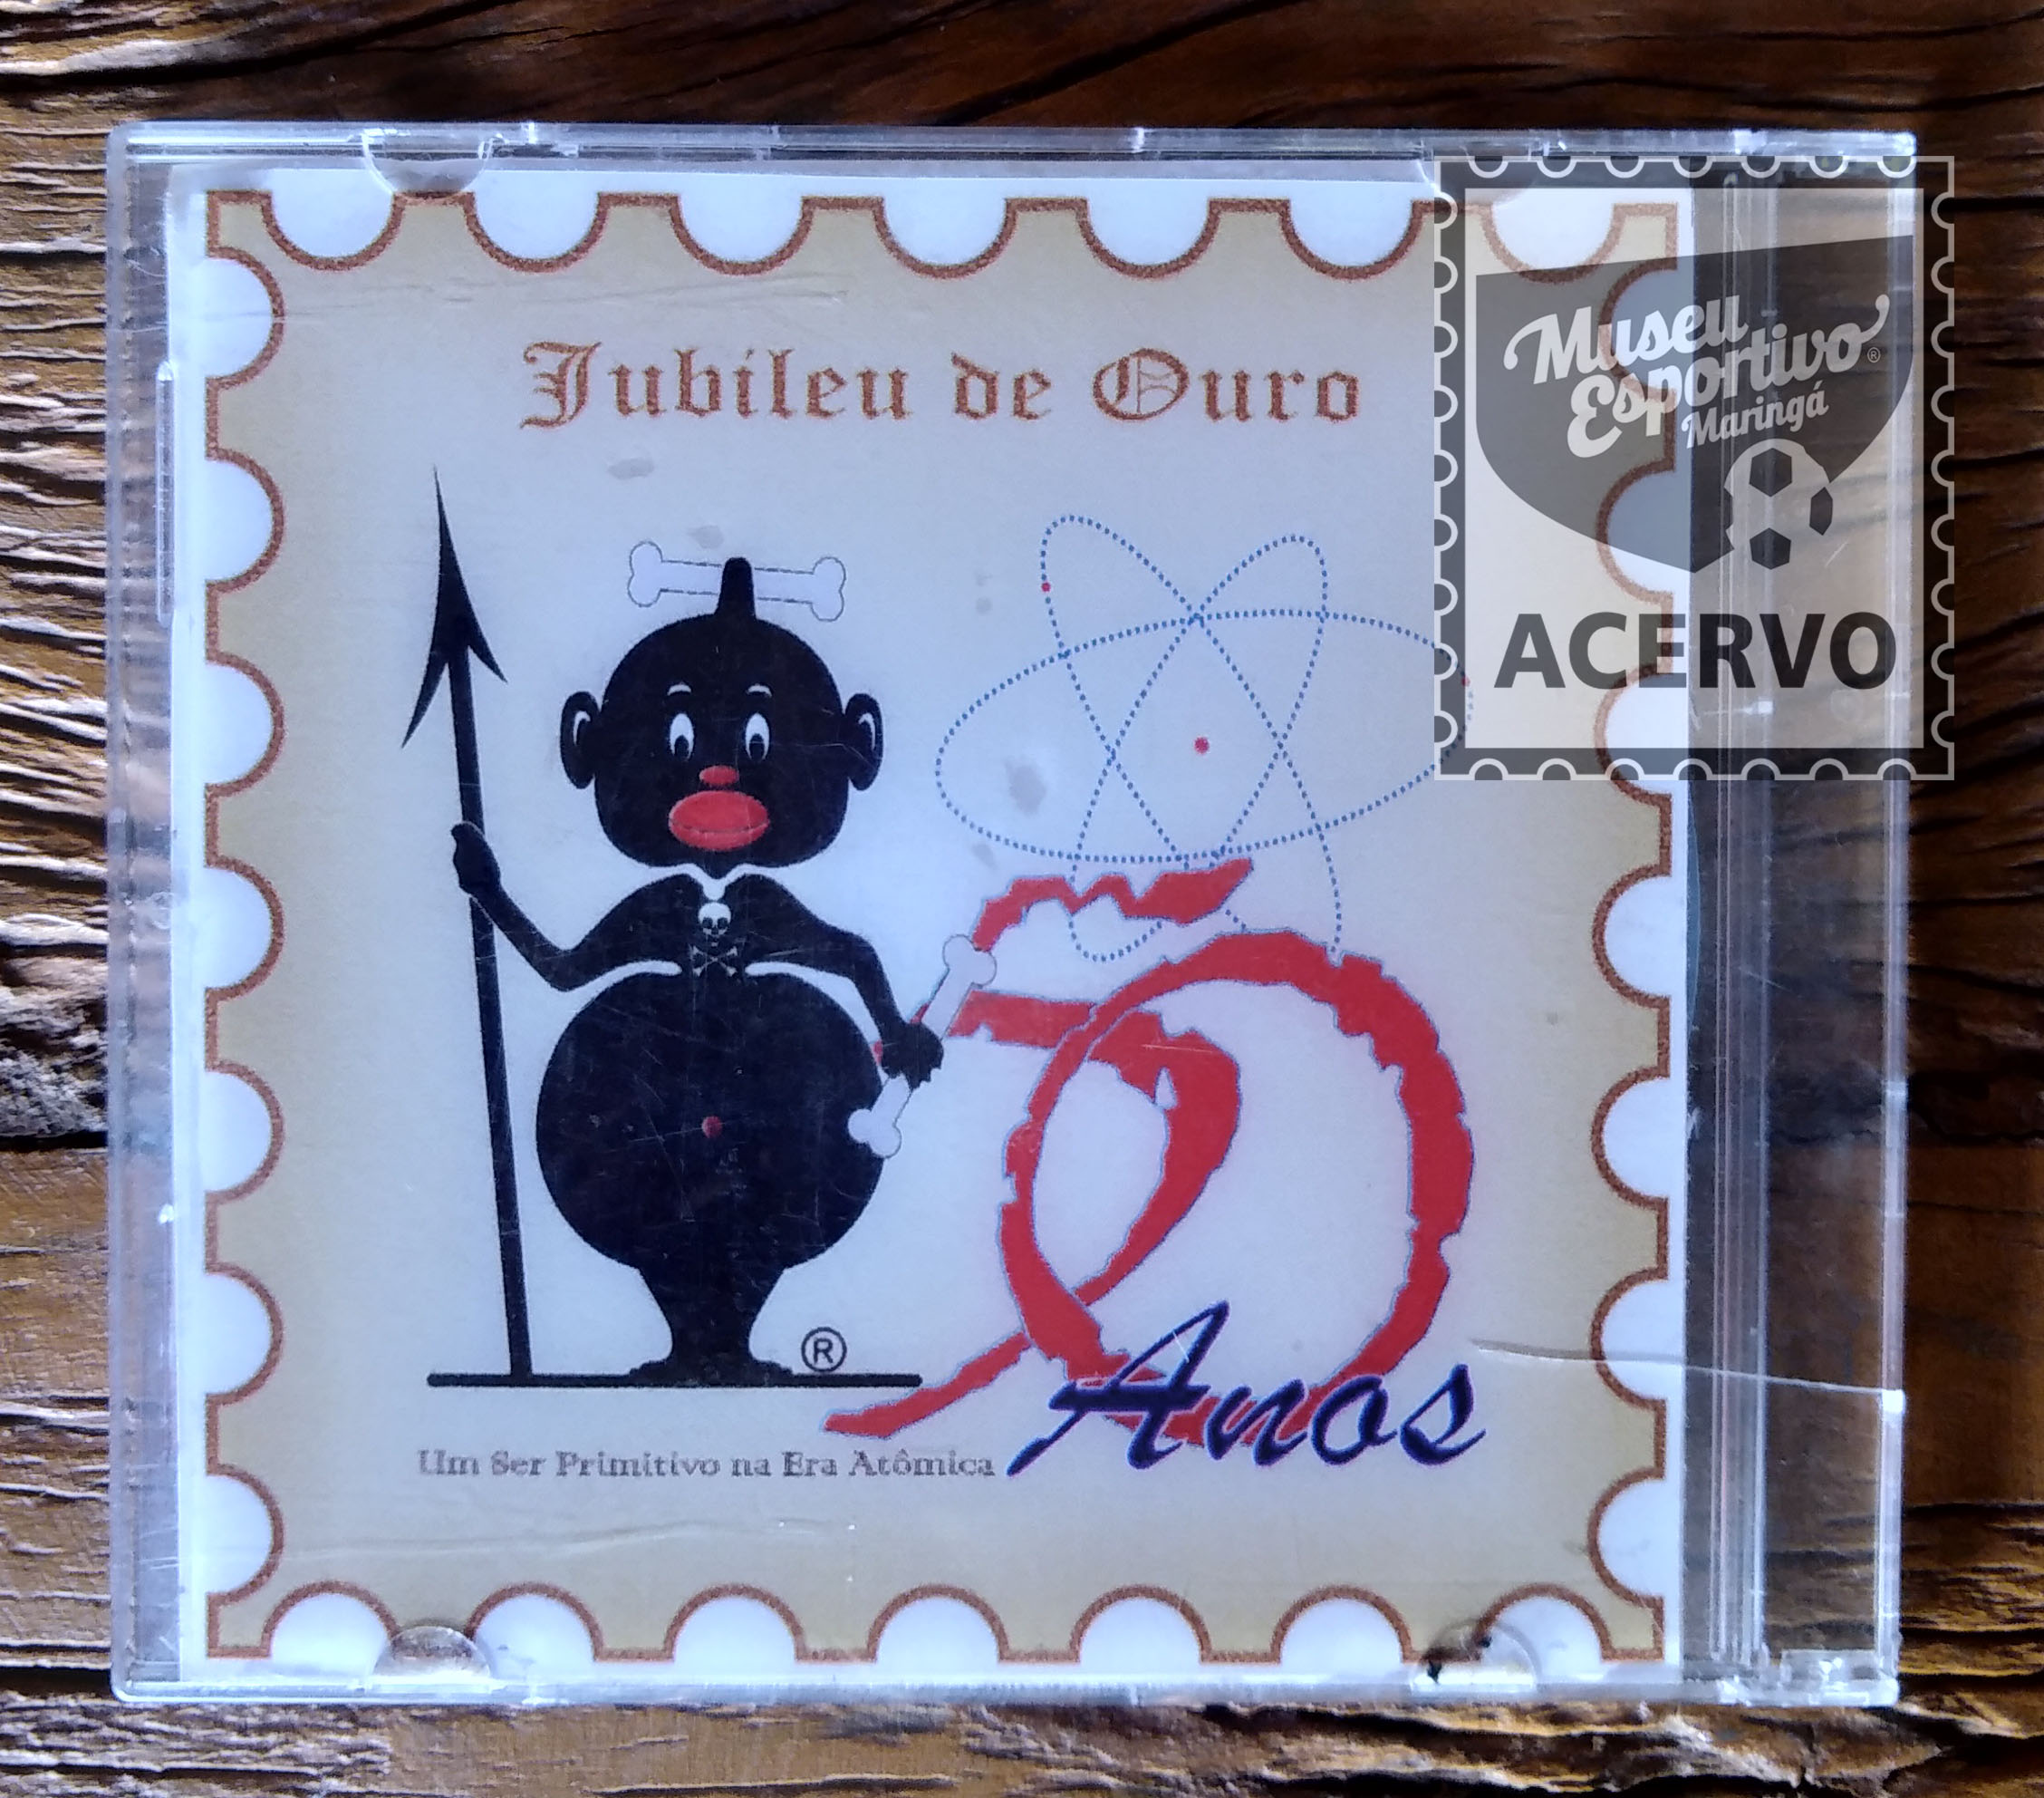 Jubileu de Ouro
Museu
Esportivo®
Maringá
ACERVO
50
Anos
®
Um Ser Primitivo na Era Atômica